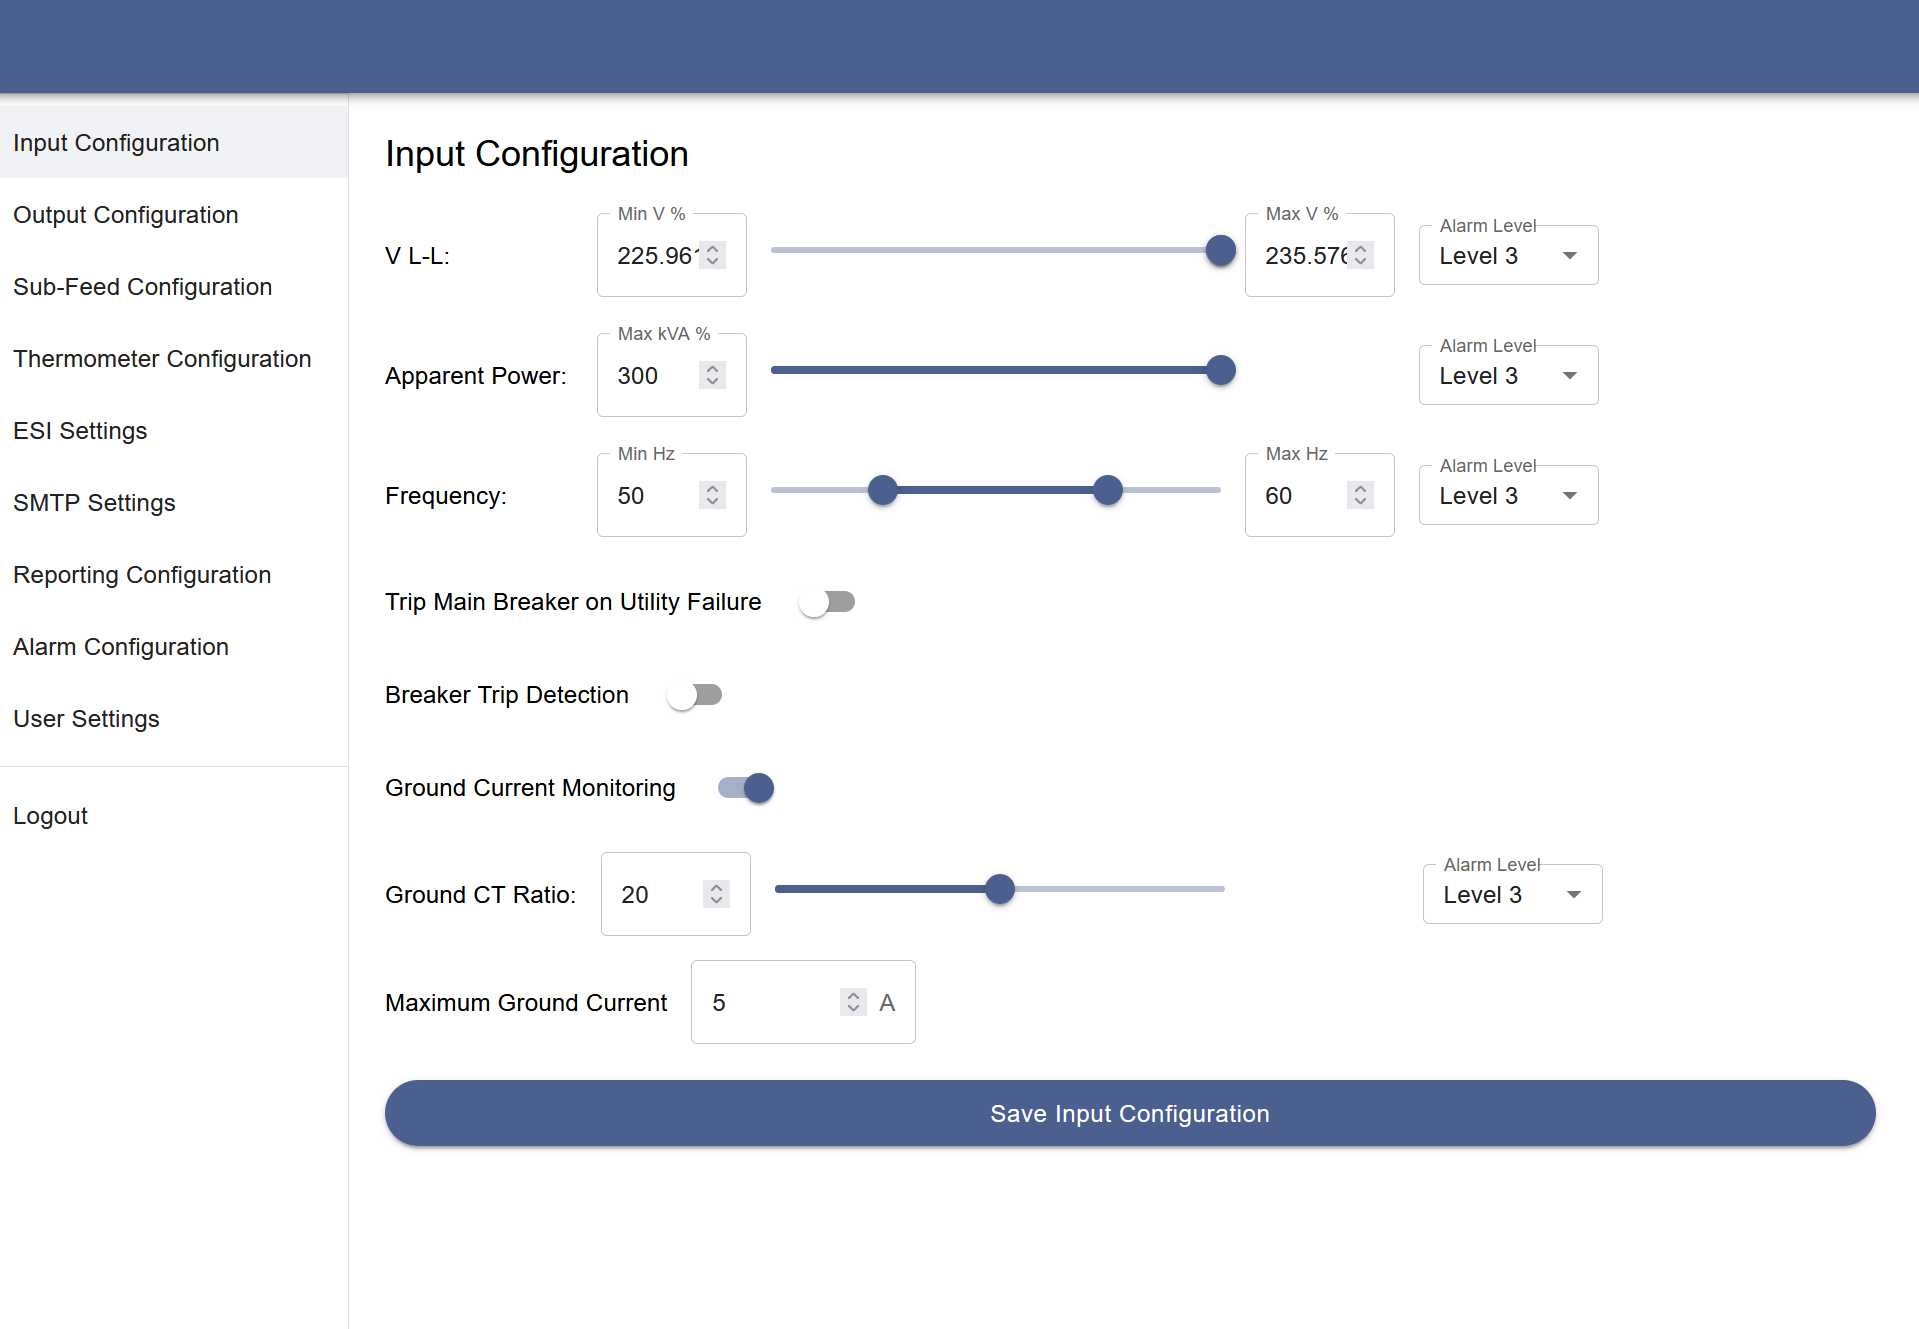 Input Configuration
Output Configuration
Sub-Feed Configuration
Thermometer Configuration
ESI Settings
SMTP Settings
Reporting Configuration
Alarm Configuration
User Settings
Logout
Input Configuration
V L-L:
Min V %
225.961
Max V %
235.576
Alarm Level
Level 3
Apparent Power:
Max kVA %
300
Alarm Level
Level 3
Frequency:
Min Hz
50
Max Hz
60
Alarm Level
Level 3
Trip Main Breaker on Utility Failure
Breaker Trip Detection
Ground Current Monitoring
Ground CT Ratio:
20
Alarm Level
Level 3
Maximum Ground Current
5 A
Save Input Configuration